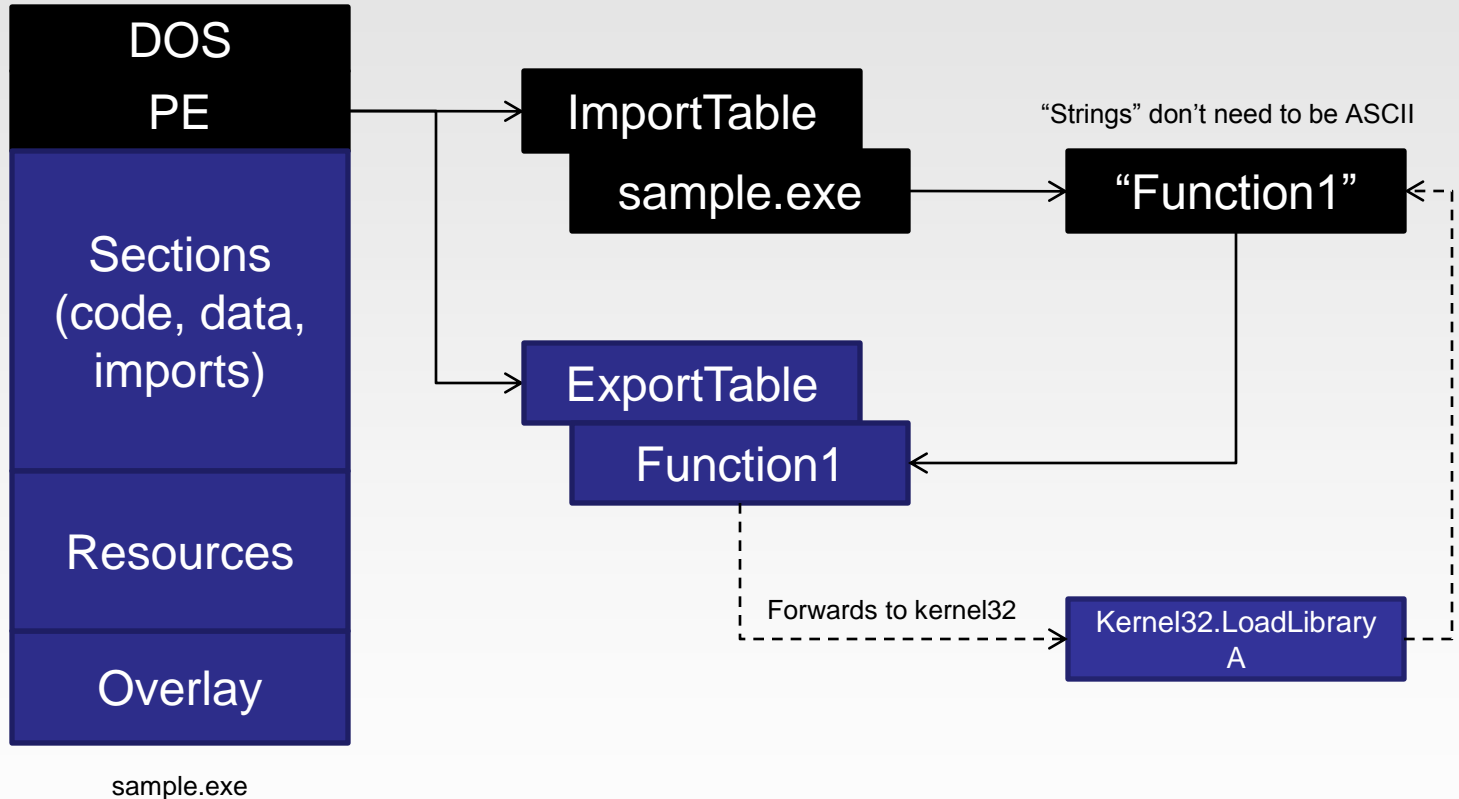 DOS
PE
Sections
(code, data,
imports)
Resources
Overlay
sample.exe
ImportTable
sample.exe
“Strings” don’t need to be ASCII
“Function1”
ExportTable
Function1
Forwards to kernel32
Kernel32.LoadLibrary
A